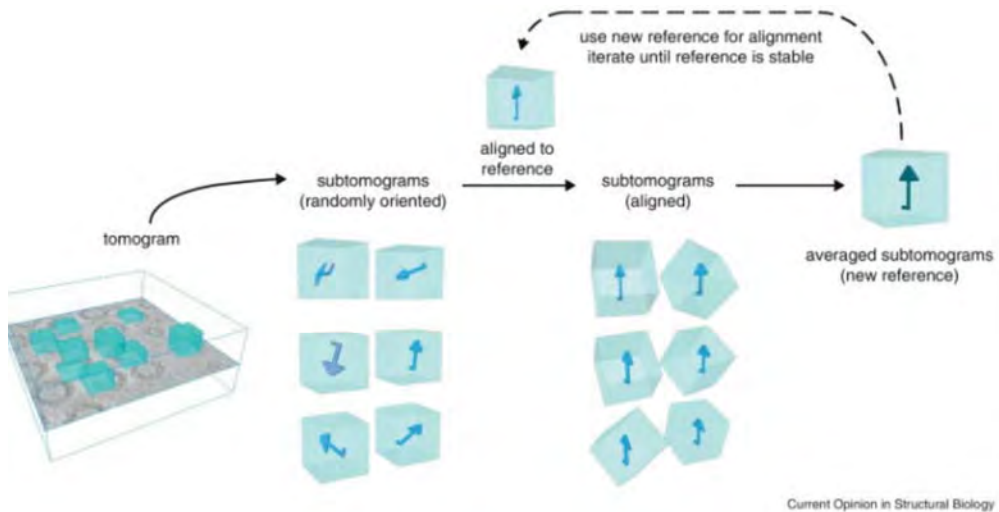 use new reference for alignment
iterate until reference is stable
aligned to
reference
subtomograms
(randomly oriented)
subtomograms
(aligned)
tomogram
averaged subtomograms
(new reference)
Current Opinion in Structural Biology